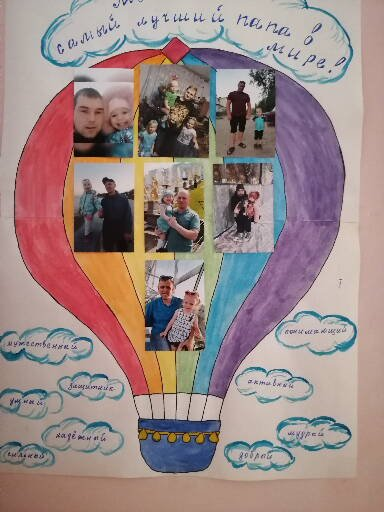 самый лучший папа в
мире!
мужественный
понимающий
защитник
активный
умный
надёжный
мудрый
сильный
добрый